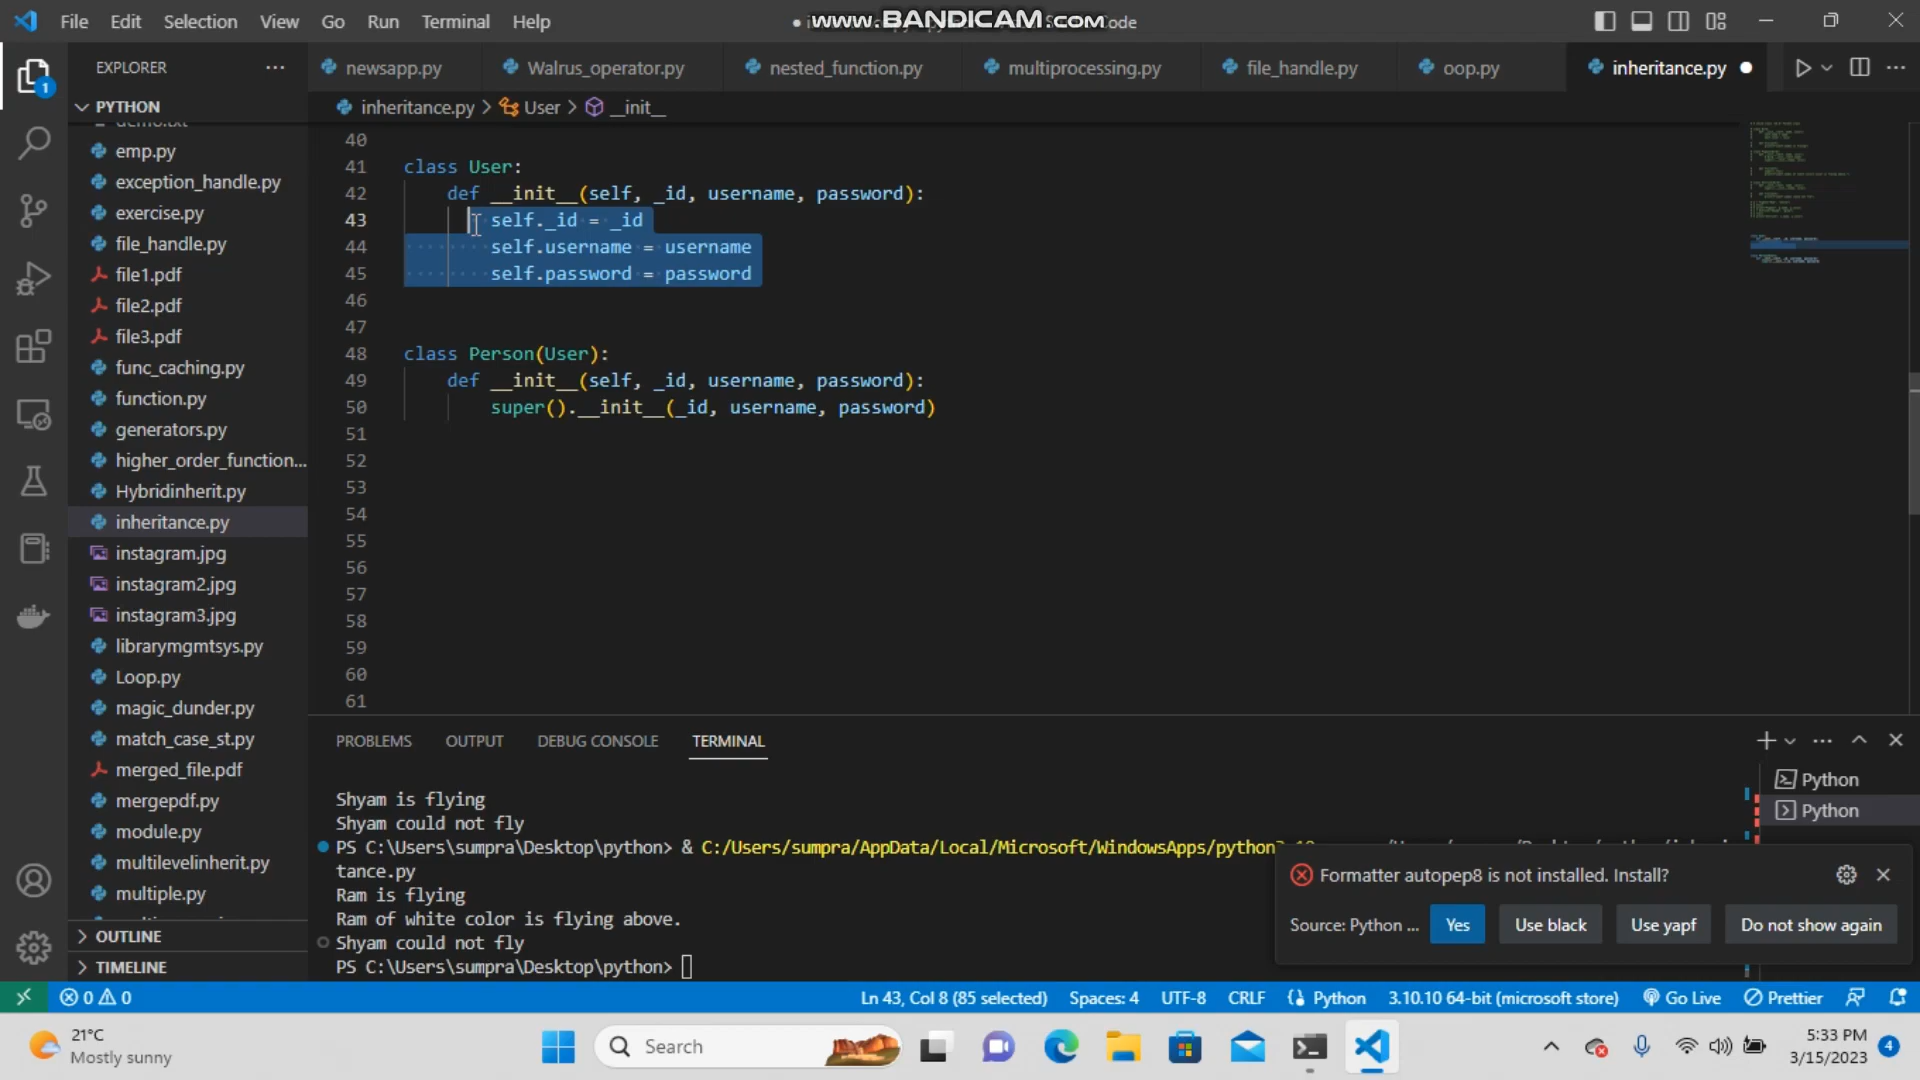 File Edit Selection View Go Run Terminal Help
www.BANDICAM.com
Code
EXPLORER
PYTHON
emp.py
exception_handle.py
exercise.py
file_handle.py
file1.pdf
file2.pdf
file3.pdf
func_caching.py
function.py
generators.py
higher_order_function...
Hybridinherit.py
inheritance.py
instagram.jpg
instagram2.jpg
instagram3.jpg
librarymgmtsys.py
Loop.py
magic_dunder.py
match_case_st.py
merged_file.pdf
mergepdf.py
module.py
multilevelinherit.py
multiple.py
OUTLINE
TIMELINE
newsapp.py Walrus_operator.py nested_function.py multiprocessing.py file_handle.py oop.py inheritance.py
inheritance.py > User > __init__
40
41 class User:
42 def __init__(self, _id, username, password):
43 self._id = _id
44 self.username = username
45 self.password = password
46
47
48 class Person(User):
49 def __init__(self, _id, username, password):
50 super().__init__(_id, username, password)
51
52
53
54
55
56
57
58
59
60
61
PROBLEMS OUTPUT DEBUG CONSOLE TERMINAL
Shyam is flying
Shyam could not fly
PS C:\Users\sumpra\Desktop\python> & C:/Users/sumpra/AppData/Local/Microsoft/WindowsApps/python3.10
tance.py
Ram is flying
Ram of white color is flying above.
Shyam could not fly
PS C:\Users\sumpra\Desktop\python>
Python
Python
Formatter autopep8 is not installed. Install?
Source: Python ... Yes Use black Use yapf Do not show again
0 0 Ln 43, Col 8 (85 selected) Spaces: 4 UTF-8 CRLF Python 3.10.10 64-bit (microsoft store) Go Live Prettier
21°C
Mostly sunny
Search
5:33 PM
3/15/2023
4